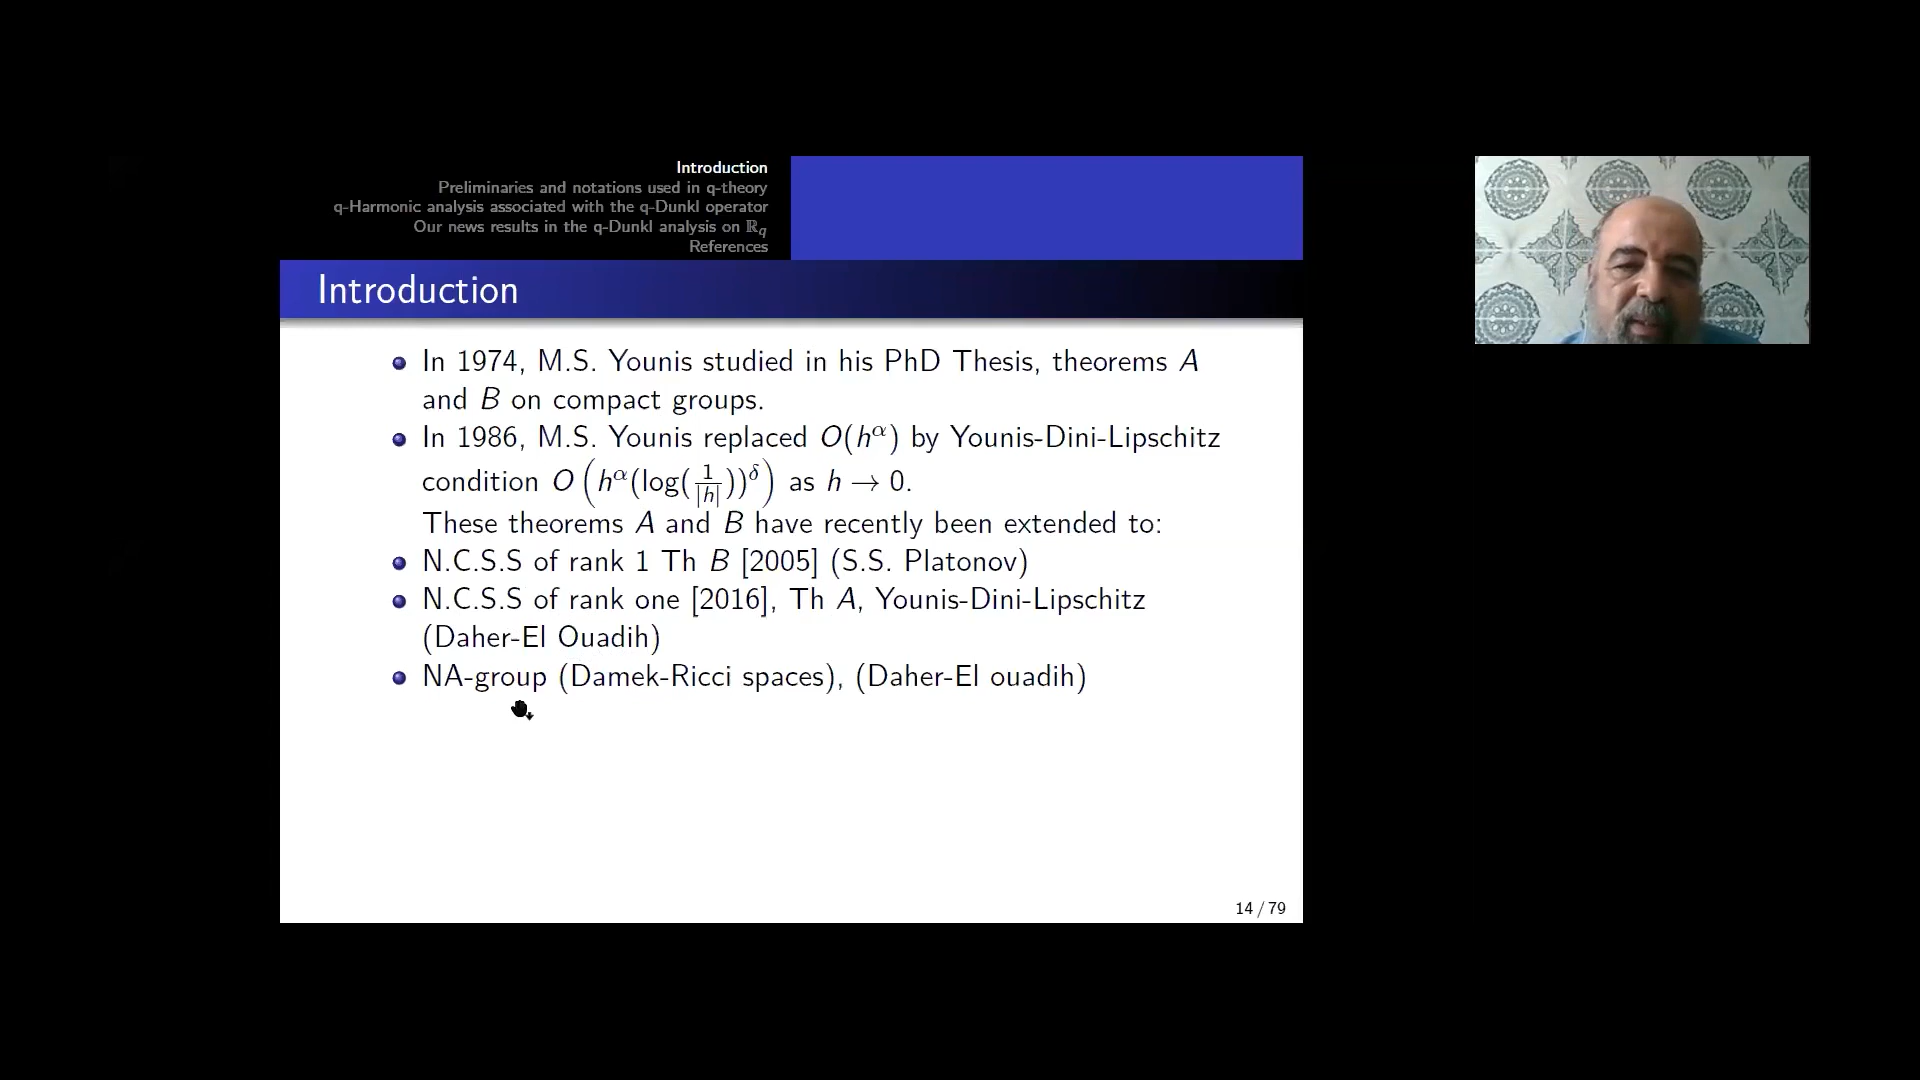 Introduction
Preliminaries and notations used in q-theory
q-Harmonic analysis associated with the q-Dunkl operator
Our news results in the q-Dunkl analysis on ℝ_q
References
Introduction
In 1974, M.S. Younis studied in his PhD Thesis, theorems A
and B on compact groups.
In 1986, M.S. Younis replaced O(h^α) by Younis-Dini-Lipschitz
condition O(h^α(log(1/|h|))^δ) as h → 0.
These theorems A and B have recently been extended to:
N.C.S.S of rank 1 Th B [2005] (S.S. Platonov)
N.C.S.S of rank one [2016], Th A, Younis-Dini-Lipschitz
(Daher-El Ouadih)
NA-group (Damek-Ricci spaces), (Daher-El ouadih)
14 / 79